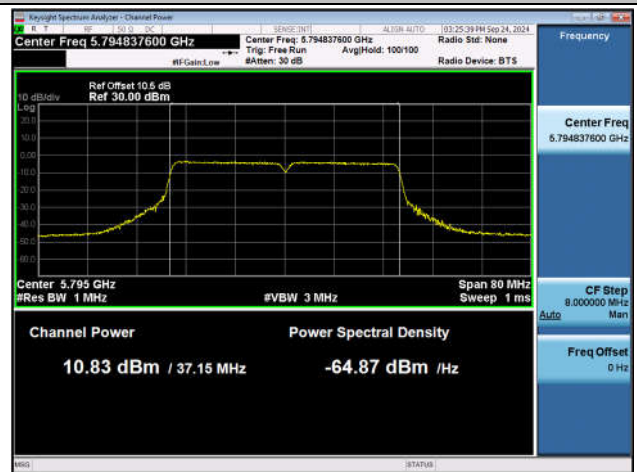 Keysight Spectrum Analyzer - Channel Power
R T RF 50 Ω DC SENSE:INT ALIGN AUTO 03:25:39 PM Sep 24, 2024
Center Freq 5.794837600 GHz
Center Freq: 5.794837600 GHz
Radio Std: None
Trig: Free Run Avg|Hold: 100/100
#IFGain:Low #Atten: 30 dB Radio Device: BTS
Ref Offset 10.5 dB
10 dB/div Ref 30.00 dBm
Log
20.0
10.0
0.00
-10.0
-20.0
-30.0
-40.0
-50.0
-60.0
Center 5.795 GHz Span 80 MHz
#Res BW 1 MHz #VBW 3 MHz Sweep 1 ms
Channel Power Power Spectral Density
10.83 dBm / 37.15 MHz -64.87 dBm /Hz
MSG STATUS
Frequency
Center Freq
5.794837600 GHz
CF Step
8.000000 MHz
Auto Man
Freq Offset
0 Hz